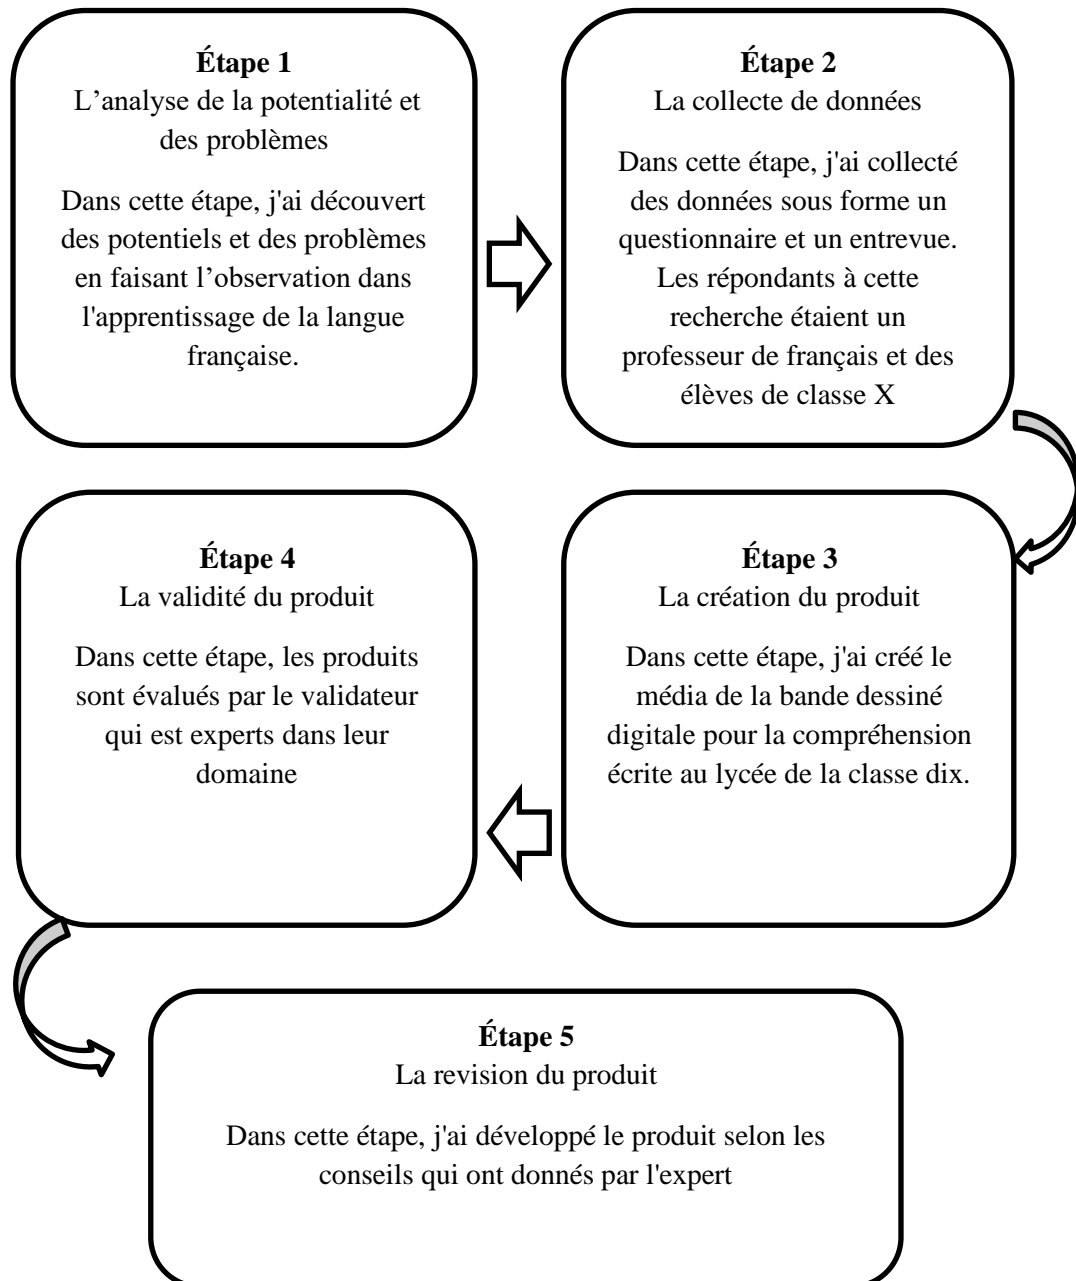 Étape 1
L’analyse de la potentialité et
des problèmes
Dans cette étape, j'ai découvert
des potentiels et des problèmes
en faisant l’observation dans
l'apprentissage de la langue
française.
Étape 2
La collecte de données
Dans cette étape, j'ai collecté
des données sous forme un
questionnaire et un entrevue.
Les répondants à cette
recherche étaient un
professeur de français et des
élèves de classe X
Étape 3
La création du produit
Dans cette étape, j'ai créé le
média de la bande dessiné
digitale pour la compréhension
écrite au lycée de la classe dix.
Étape 4
La validité du produit
Dans cette étape, les produits
sont évalués par le validateur
qui est experts dans leur
domaine
Étape 5
La revision du produit
Dans cette étape, j'ai développé le produit selon les
conseils qui ont donnés par l'expert